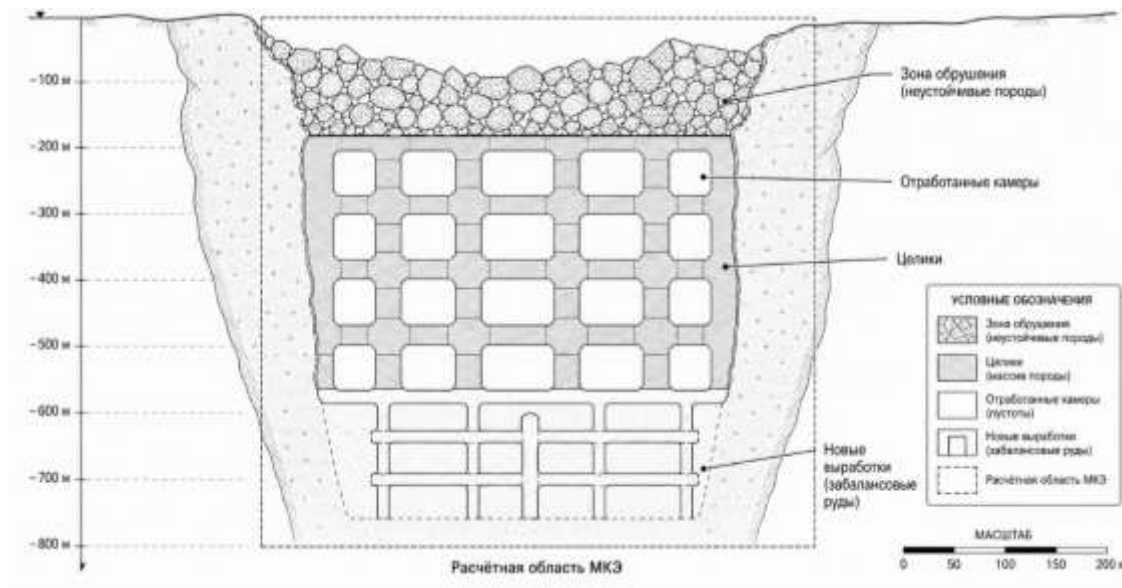 −100 м
−200 м
−300 м
−400 м
−500 м
−600 м
−700 м
−800 м
Зона обрушения
(неустойчивые породы)
Отработанные камеры
Целики
Новые
выработки
(забалансовые
руды)
УСЛОВНЫЕ ОБОЗНАЧЕНИЯ
Зона обрушения
(неустойчивые породы)
Целики
(массив породы)
Отработанные камеры
(пустоты)
Новые выработки
(забалансовые руды)
Расчётная область МКЭ
МАСШТАБ
0 50 100 150 200 м
Расчётная область МКЭ